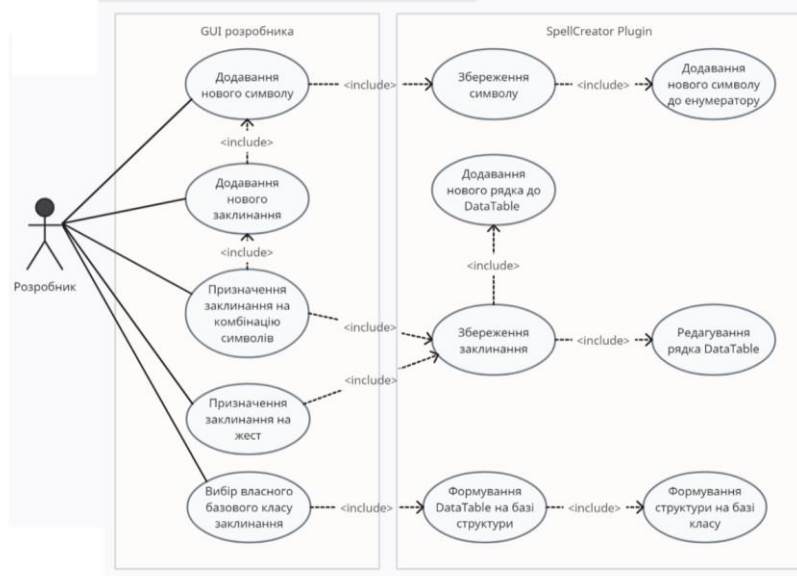 GUI розробника
SpellCreator Plugin
Додавання
нового символу
<include>
Збереження
символу
<include>
Додавання
нового символу
до енумератору
<include>
Додавання
нового
заклинання
Додавання
нового рядка до
DataTable
<include>
<include>
Розробник
Призначення
заклинання на
комбінацію
символів
<include>
Збереження
заклинання
<include>
Редагування
рядка DataTable
<include>
Призначення
заклинання на
жест
Вибір власного
базового класу
заклинання
<include>
Формування
DataTable на базі
структури
<include>
Формування
структури на базі
класу